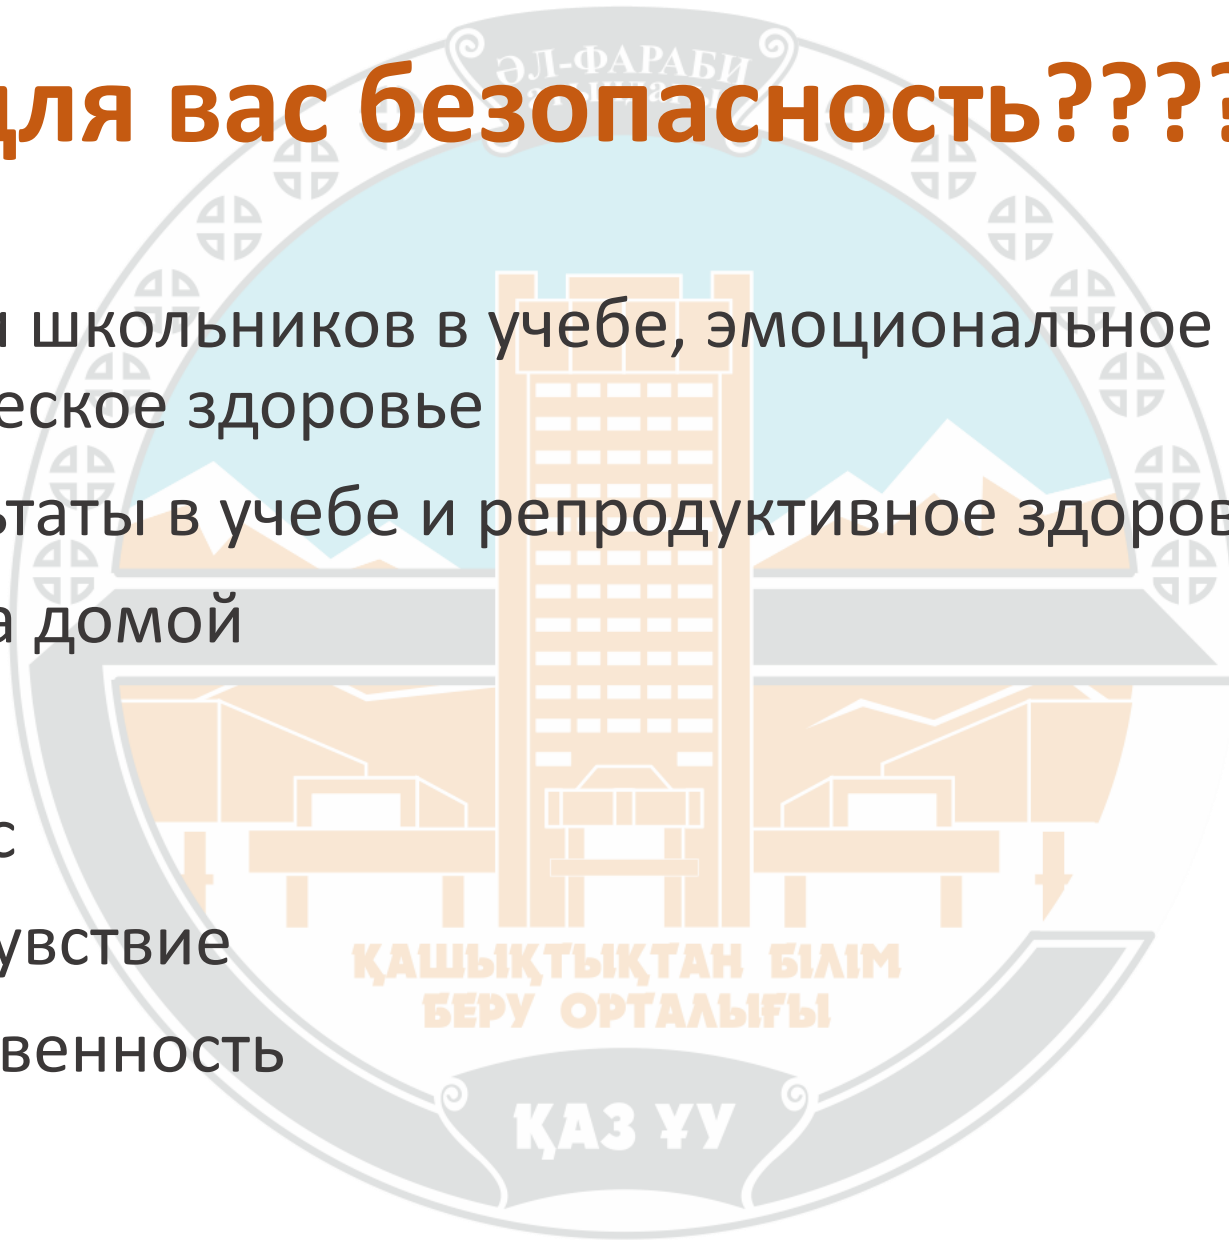 ӘЛ-ФАРАБИ
для вас безопасность????
и школьников в учебе, эмоциональное
еское здоровье
ьтаты в учебе и репродуктивное здоров
а домой
с
увствие
венность
ҚАШЫҚТЫҚТАН БІЛІМ
БЕРУ ОРТАЛЫҒЫ
ҚАЗ ҰУ